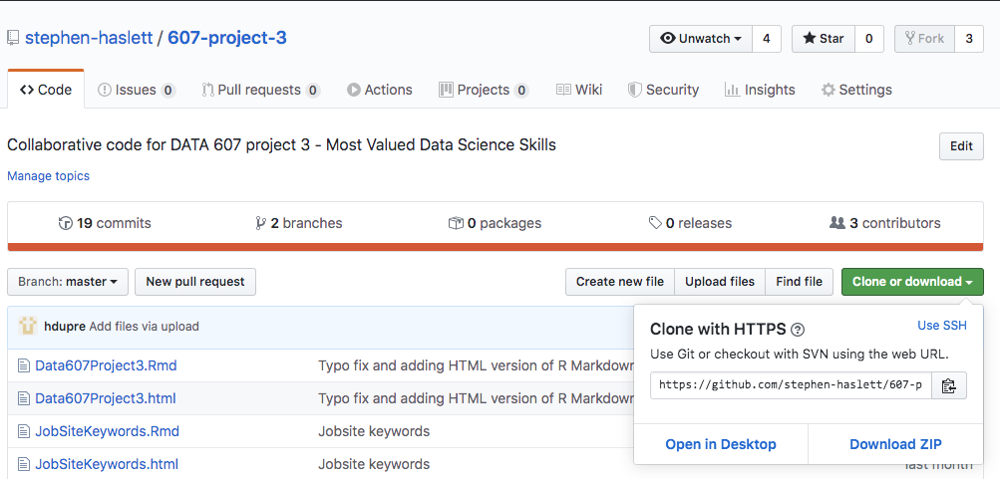 stephen-haslett / 607-project-3
Unwatch 4 Star 0 Fork 3
Code Issues 0 Pull requests 0 Actions Projects 0 Wiki Security Insights Settings
Collaborative code for DATA 607 project 3 - Most Valued Data Science Skills
Edit
Manage topics
19 commits 2 branches 0 packages 0 releases 3 contributors
Branch: master New pull request Create new file Upload files Find file Clone or download
hdupre Add files via upload
Clone with HTTPS ? Use SSH
Use Git or checkout with SVN using the web URL.
https://github.com/stephen-haslett/607-p
Open in Desktop Download ZIP
Data607Project3.Rmd Typo fix and adding HTML version of R Markdown
Data607Project3.html Typo fix and adding HTML version of R Markdown
JobSiteKeywords.Rmd Jobsite keywords
JobSiteKeywords.html Jobsite keywords last month